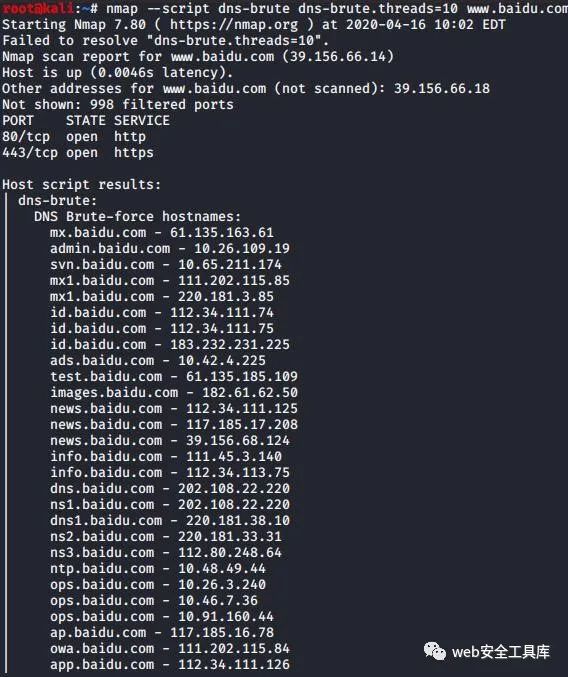 root@kali:~# nmap --script dns-brute dns-brute.threads=10 www.baidu.com
Starting Nmap 7.80 ( https://nmap.org ) at 2020-04-16 10:02 EDT
Failed to resolve "dns-brute.threads=10".
Nmap scan report for www.baidu.com (39.156.66.14)
Host is up (0.0046s latency).
Other addresses for www.baidu.com (not scanned): 39.156.66.18
Not shown: 998 filtered ports
PORT    STATE SERVICE
80/tcp  open  http
443/tcp open  https
Host script results:
| dns-brute:
|   DNS Brute-force hostnames:
|     mx.baidu.com - 61.135.163.61
|     admin.baidu.com - 10.26.109.19
|     svn.baidu.com - 10.65.211.174
|     mx1.baidu.com - 111.202.115.85
|     mx1.baidu.com - 220.181.3.85
|     id.baidu.com - 112.34.111.74
|     id.baidu.com - 112.34.111.75
|     id.baidu.com - 183.232.231.225
|     ads.baidu.com - 10.42.4.225
|     test.baidu.com - 61.135.185.109
|     images.baidu.com - 182.61.62.50
|     news.baidu.com - 112.34.111.125
|     news.baidu.com - 117.185.17.208
|     news.baidu.com - 39.156.68.124
|     info.baidu.com - 111.45.3.140
|     info.baidu.com - 112.34.113.75
|     dns.baidu.com - 202.108.22.220
|     ns1.baidu.com - 202.108.22.220
|     dns1.baidu.com - 220.181.38.10
|     ns2.baidu.com - 220.181.33.31
|     ns3.baidu.com - 112.80.248.64
|     ntp.baidu.com - 10.48.49.44
|     ops.baidu.com - 10.26.3.240
|     ops.baidu.com - 10.46.7.36
|     ops.baidu.com - 10.91.160.44
|     ap.baidu.com - 117.185.16.78
|     owa.baidu.com - 111.202.115.84
|     app.baidu.com - 112.34.111.126
web安全工具库